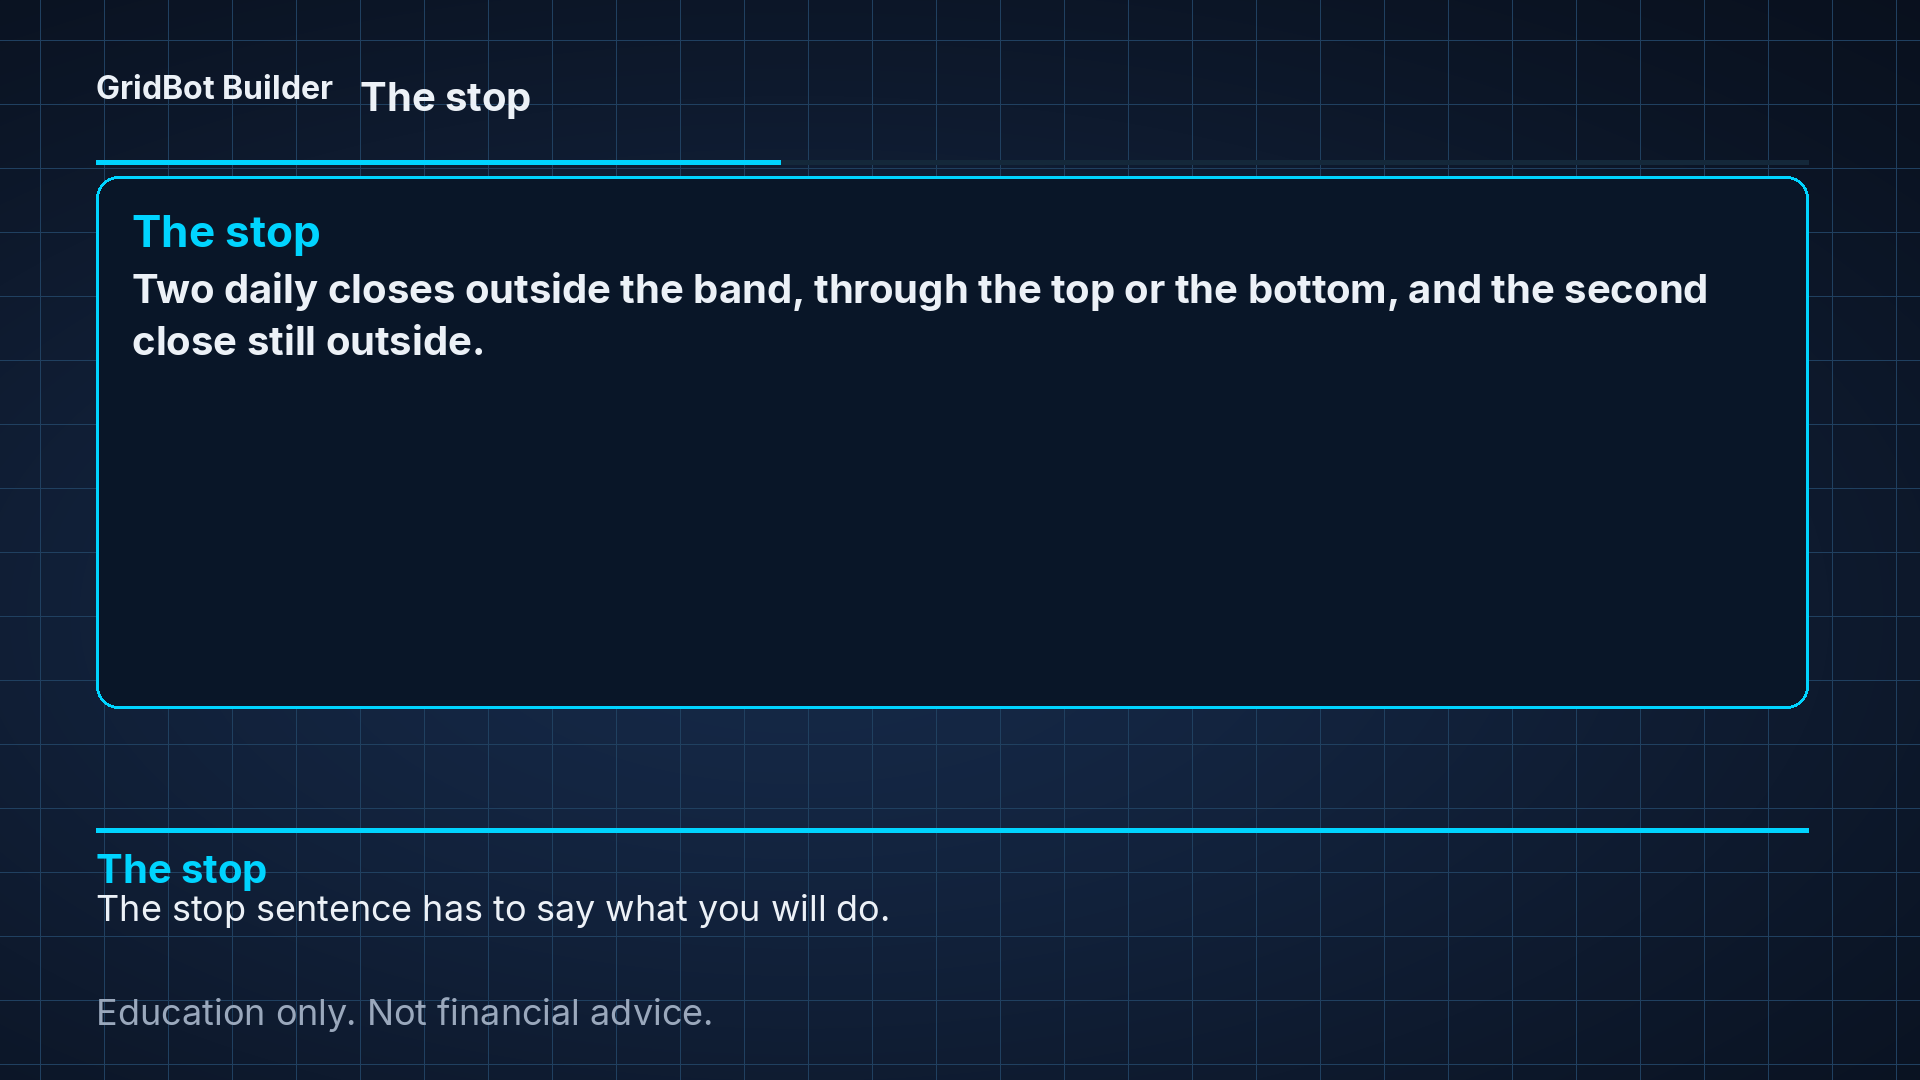 GridBot Builder The stop
The stop
Two daily closes outside the band, through the top or the bottom, and the second
close still outside.
The stop
The stop sentence has to say what you will do.
Education only. Not financial advice.